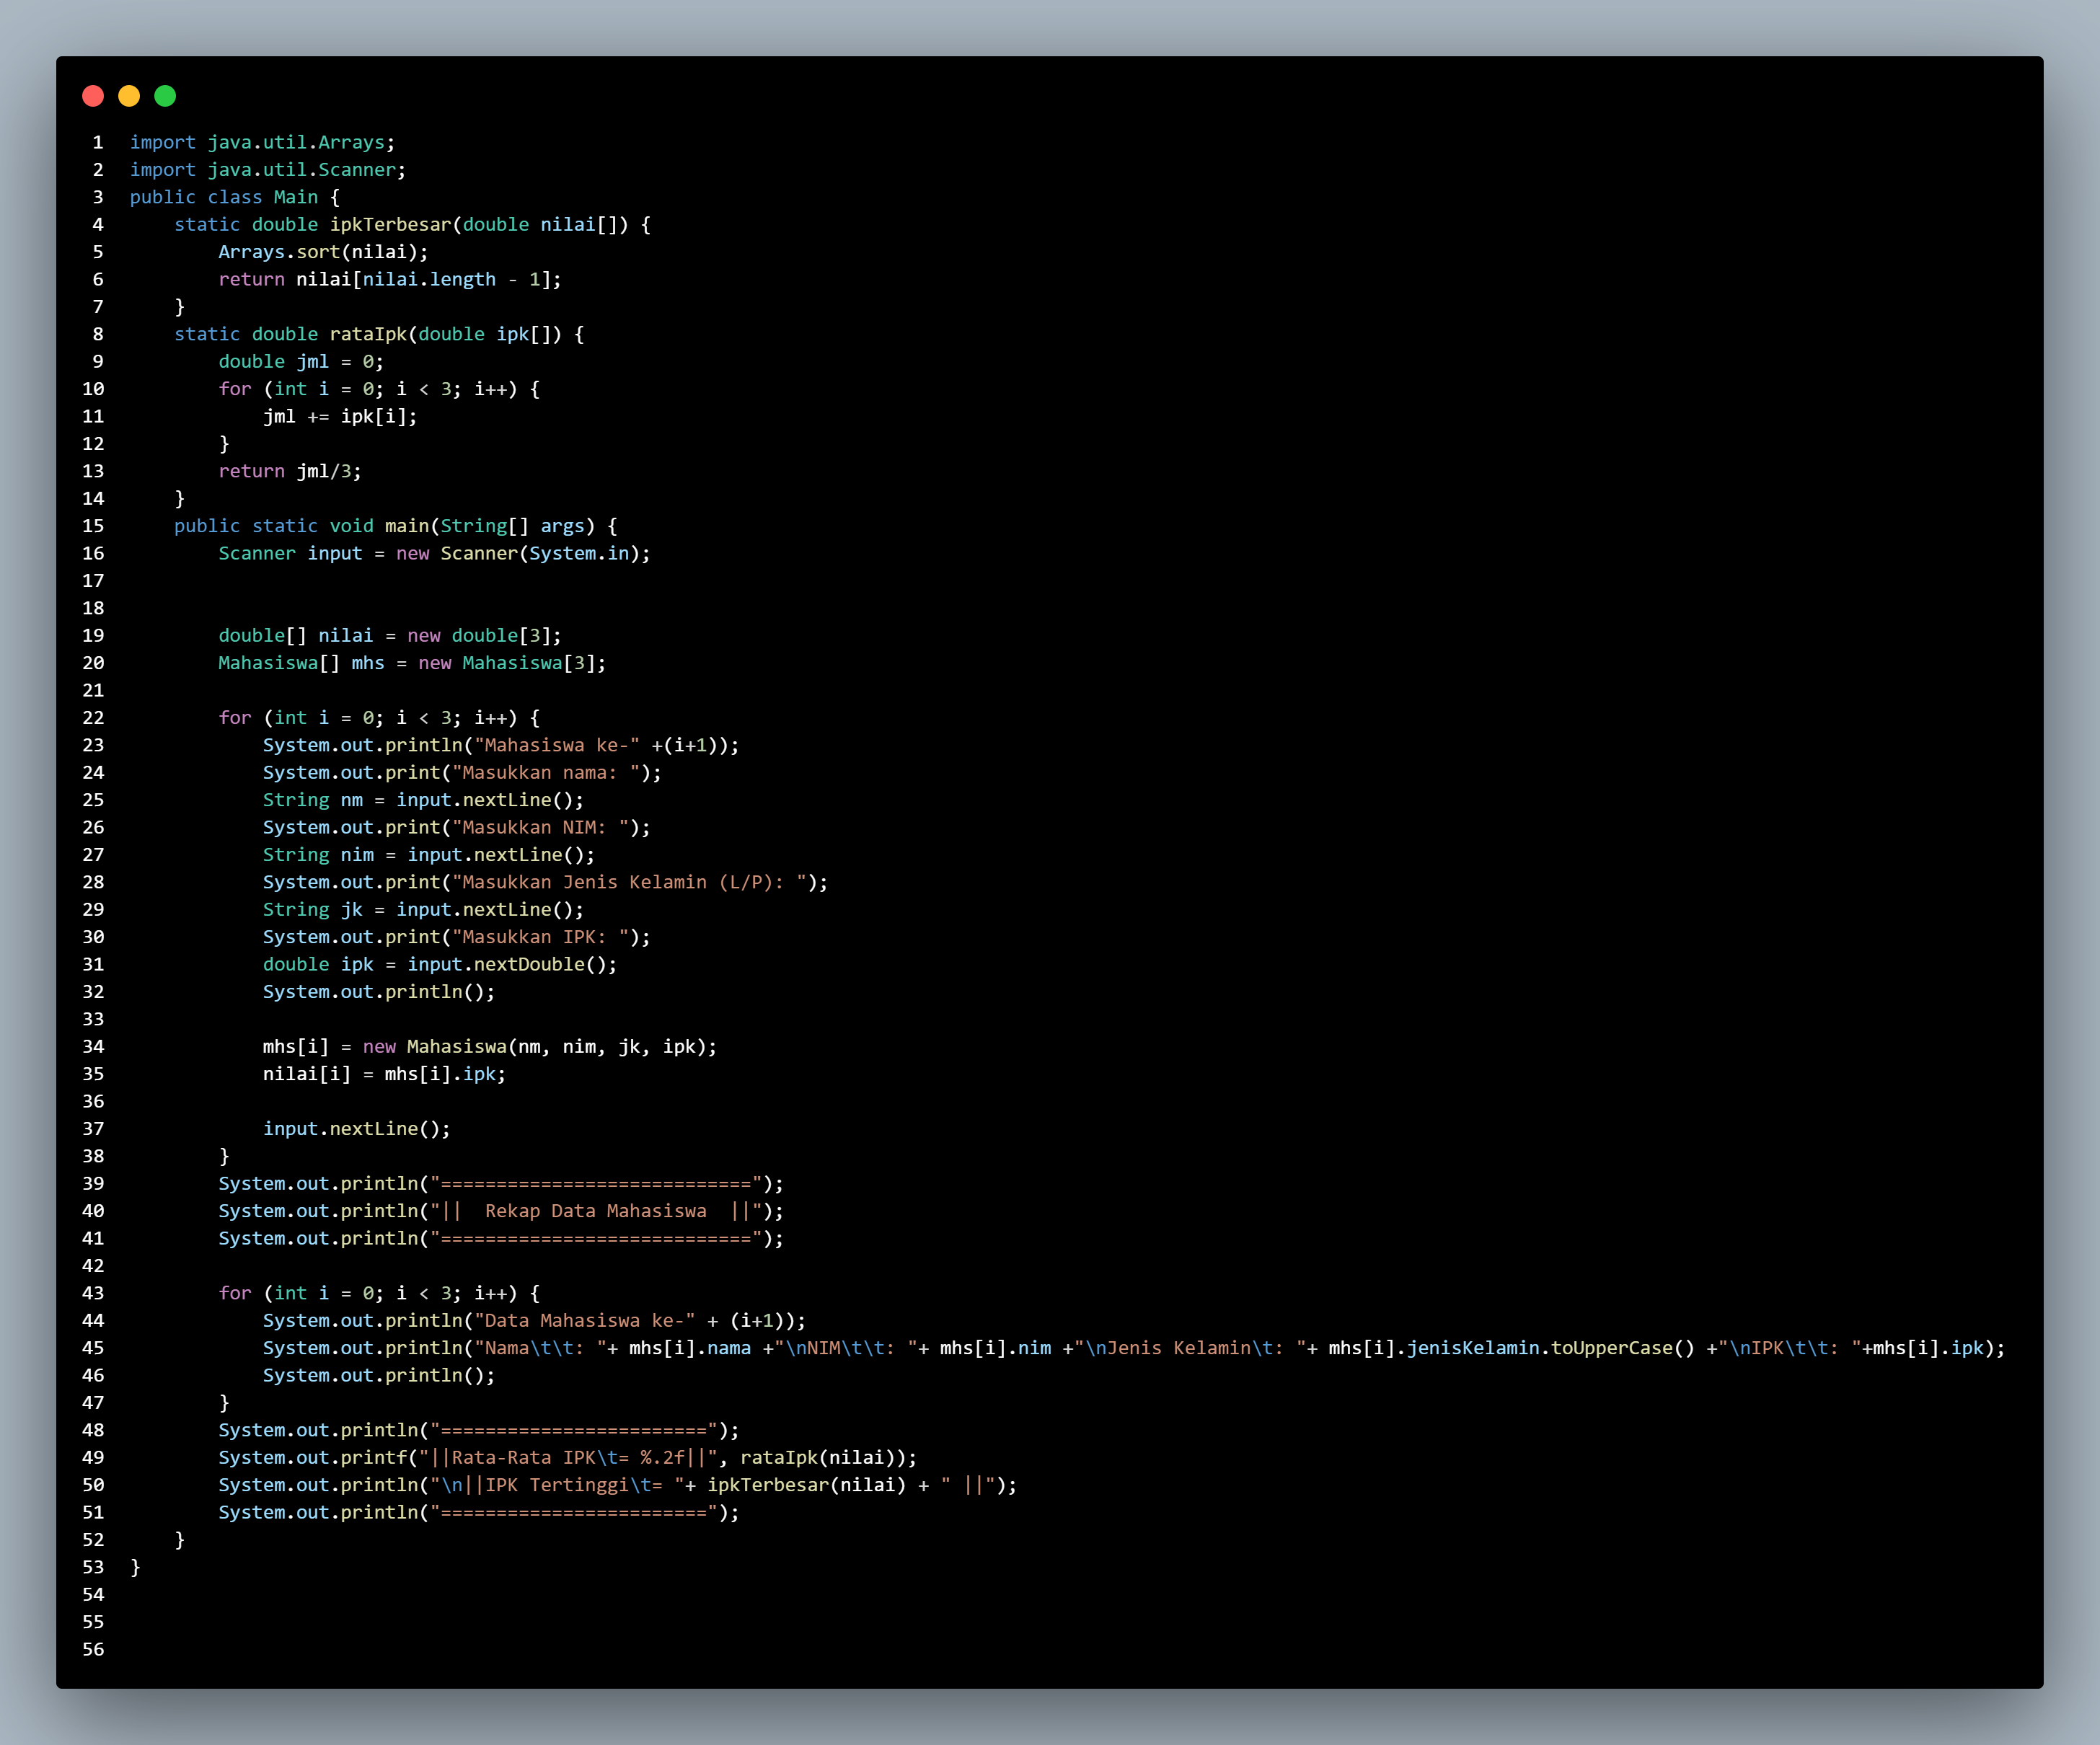 1 import java.util.Arrays;
2 import java.util.Scanner;
3 public class Main {
4     static double ipkTerbesar(double nilai[]) {
5         Arrays.sort(nilai);
6         return nilai[nilai.length - 1];
7     }
8     static double rataIpk(double ipk[]) {
9         double jml = 0;
10         for (int i = 0; i < 3; i++) {
11             jml += ipk[i];
12         }
13         return jml/3;
14     }
15     public static void main(String[] args) {
16         Scanner input = new Scanner(System.in);
17
18
19         double[] nilai = new double[3];
20         Mahasiswa[] mhs = new Mahasiswa[3];
21
22         for (int i = 0; i < 3; i++) {
23             System.out.println("Mahasiswa ke-" +(i+1));
24             System.out.print("Masukkan nama: ");
25             String nm = input.nextLine();
26             System.out.print("Masukkan NIM: ");
27             String nim = input.nextLine();
28             System.out.print("Masukkan Jenis Kelamin (L/P): ");
29             String jk = input.nextLine();
30             System.out.print("Masukkan IPK: ");
31             double ipk = input.nextDouble();
32             System.out.println();
33
34             mhs[i] = new Mahasiswa(nm, nim, jk, ipk);
35             nilai[i] = mhs[i].ipk;
36
37             input.nextLine();
38         }
39         System.out.println("============================");
40         System.out.println("||  Rekap Data Mahasiswa  ||");
41         System.out.println("============================");
42
43         for (int i = 0; i < 3; i++) {
44             System.out.println("Data Mahasiswa ke-" + (i+1));
45             System.out.println("Nama\t\t: "+ mhs[i].nama +"\nNIM\t\t: "+ mhs[i].nim +"\nJenis Kelamin\t: "+ mhs[i].jenisKelamin.toUpperCase() +"\nIPK\t\t: "+mhs[i].ipk);
46             System.out.println();
47         }
48         System.out.println("========================");
49         System.out.printf("||Rata-Rata IPK\t= %.2f||", rataIpk(nilai));
50         System.out.println("\n||IPK Tertinggi\t= "+ ipkTerbesar(nilai) + " ||");
51         System.out.println("========================");
52     }
53 }
54
55
56